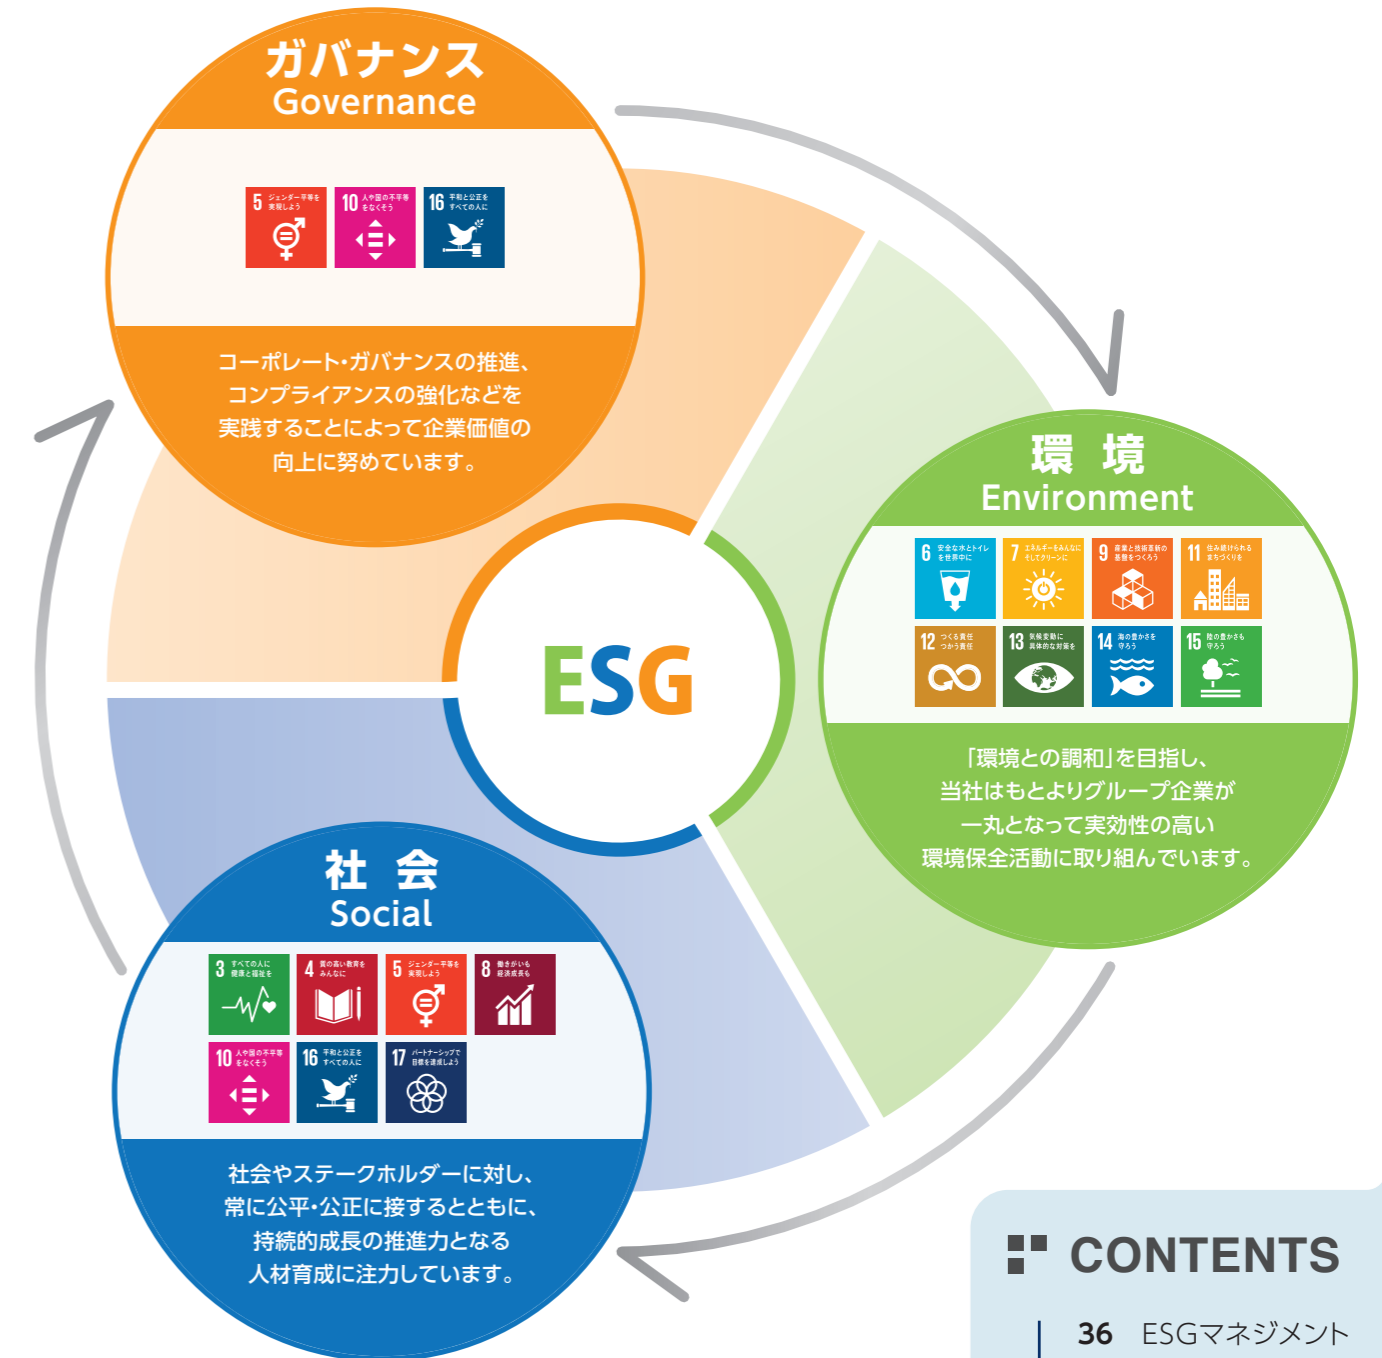 ガバナンス
Governance
5 ジェンダー平等を
実現しよう
10 人や国の不平等
をなくそう
16 平和と公正を
すべての人に
コーポレート・ガバナンスの推進、
コンプライアンスの強化などを
実践することによって企業価値の
向上に努めています。
環 境
Environment
6 安全な水とトイレ
を世界中に
7 エネルギーをみんなに
そしてクリーンに
9 産業と技術革新の
基盤をつくろう
11 住み続けられる
まちづくりを
12 つくる責任
つかう責任
13 気候変動に
具体的な対策を
14 海の豊かさを
守ろう
15 陸の豊かさも
守ろう
「環境との調和」を目指し、
当社はもとよりグループ企業が
一丸となって実効性の高い
環境保全活動に取り組んでいます。
ESG
社 会
Social
3 すべての人に
健康と福祉を
4 質の高い教育を
みんなに
5 ジェンダー平等を
実現しよう
8 働きがいも
経済成長も
10 人や国の不平等
をなくそう
16 平和と公正を
すべての人に
17 パートナーシップで
目標を達成しよう
社会やステークホルダーに対し、
常に公平・公正に接するとともに、
持続的成長の推進力となる
人材育成に注力しています。
CONTENTS
36 ESGマネジメント